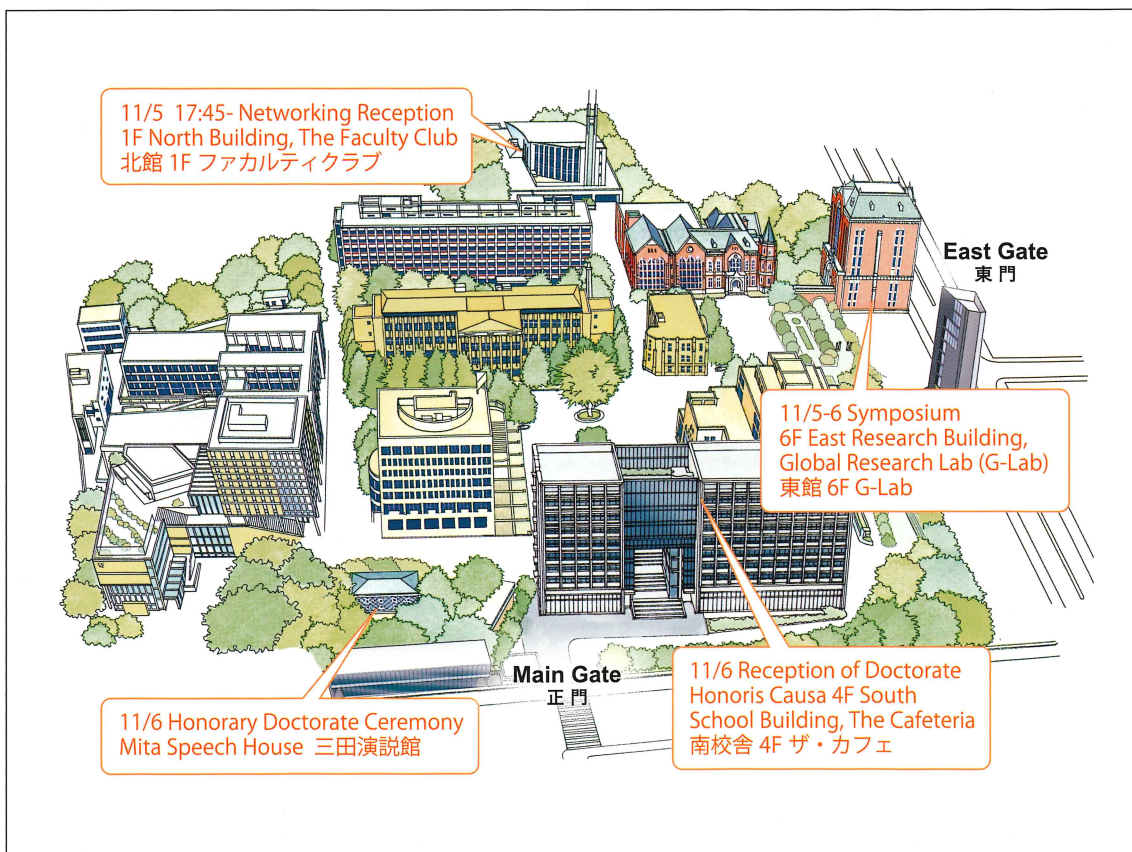 11/5 17:45- Networking Reception
1F North Building, The Faculty Club
北館 1F ファカルティクラブ
East Gate
東門
11/5-6 Symposium
6F East Research Building,
Global Research Lab (G-Lab)
東館 6F G-Lab
Main Gate
正門
11/6 Reception of Doctorate
Honoris Causa 4F South
School Building, The Cafeteria
南校舎 4F ザ・カフェ
11/6 Honorary Doctorate Ceremony
Mita Speech House 三田演説館